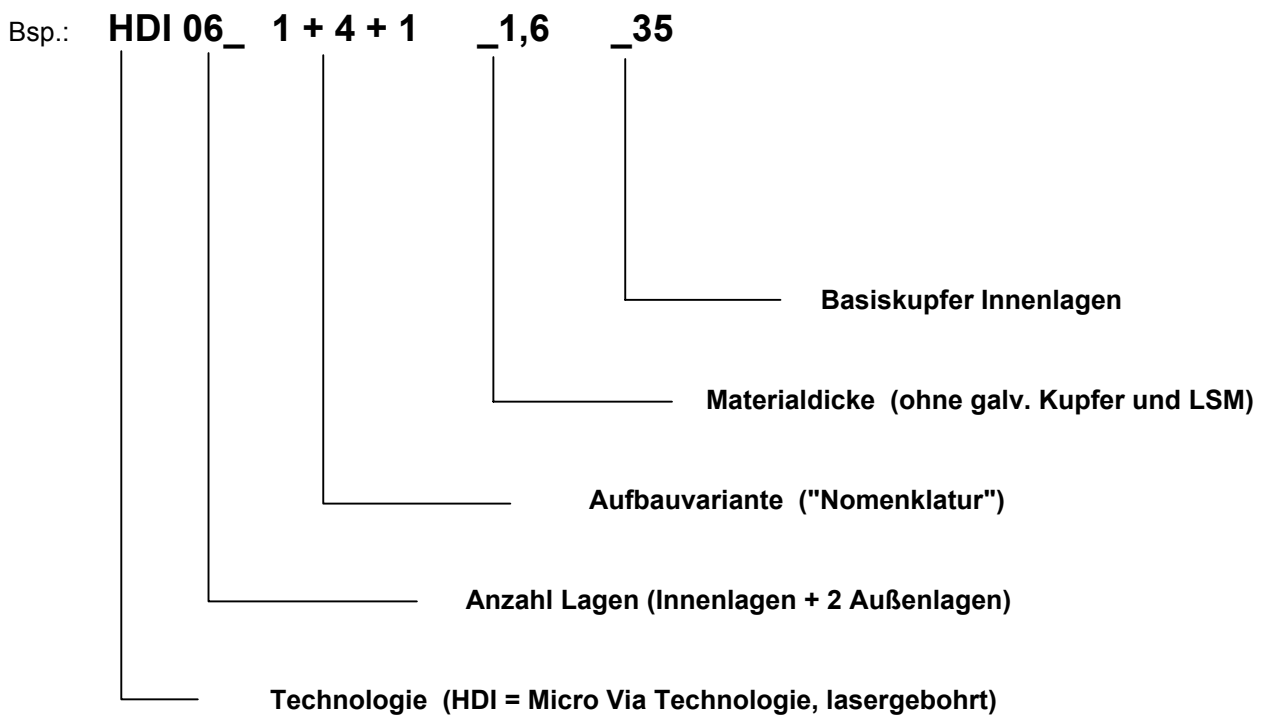 Bsp.: HDI 06_ 1 + 4 + 1 _1,6 _35
Basiskupfer Innenlagen
Materialdicke (ohne galv. Kupfer und LSM)
Aufbauvariante ("Nomenklatur")
Anzahl Lagen (Innenlagen + 2 Außenlagen)
Technologie (HDI = Micro Via Technologie, lasergebohrt)